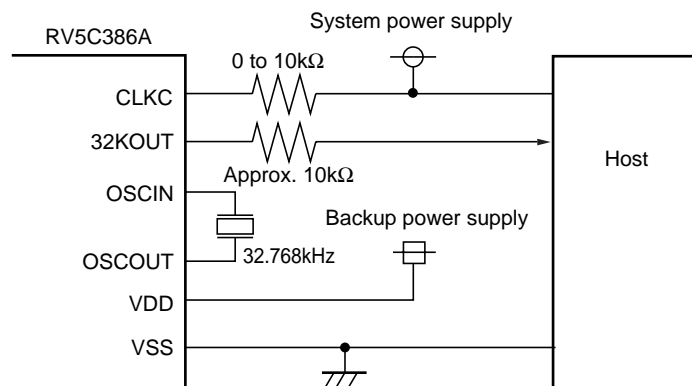 System power supply
RV5C386A
0 to 10kΩ
CLKC
32KOUT
Host
Approx. 10kΩ
OSCIN
Backup power supply
OSCOUT
32.768kHz
VDD
VSS